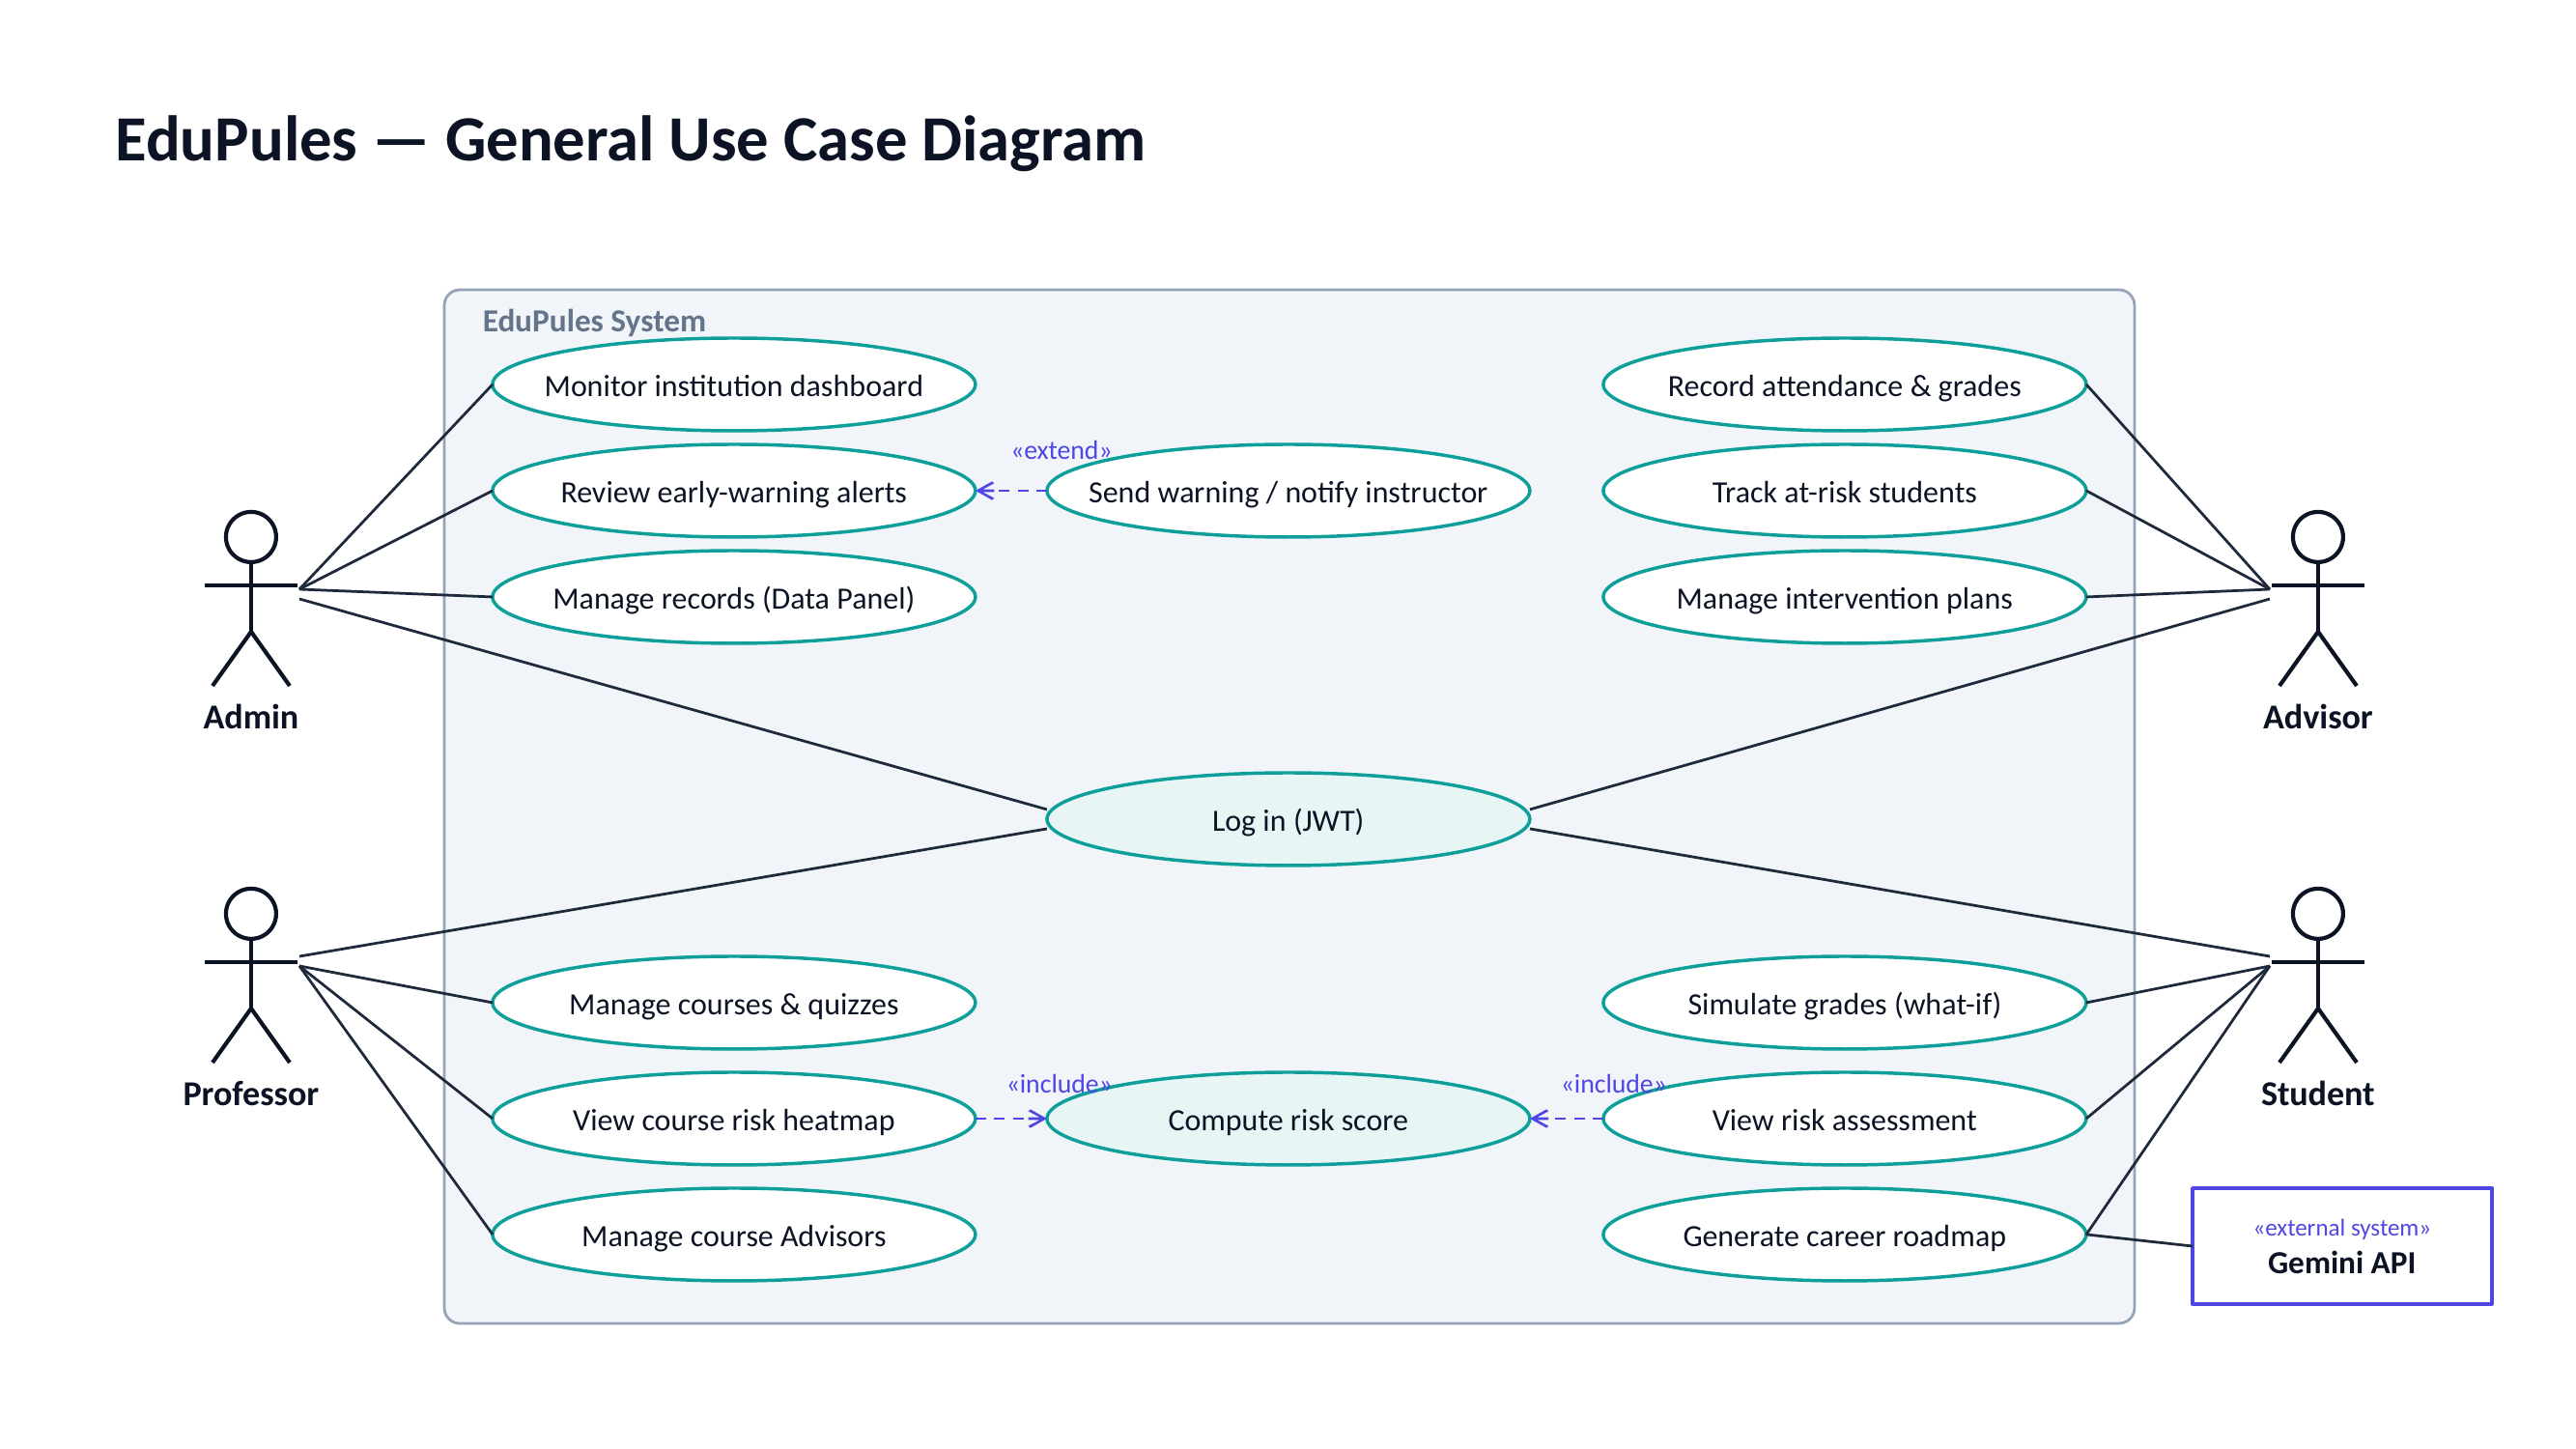 EduPules — General Use Case Diagram
EduPules System
Monitor institution dashboard
Record attendance & grades
«extend»
Review early-warning alerts
Send warning / notify instructor
Track at-risk students
Manage records (Data Panel)
Manage intervention plans
Admin
Advisor
Log in (JWT)
Manage courses & quizzes
Simulate grades (what-if)
Professor
Student
«include»
«include»
View course risk heatmap
Compute risk score
View risk assessment
Manage course Advisors
Generate career roadmap
«external system»
Gemini API